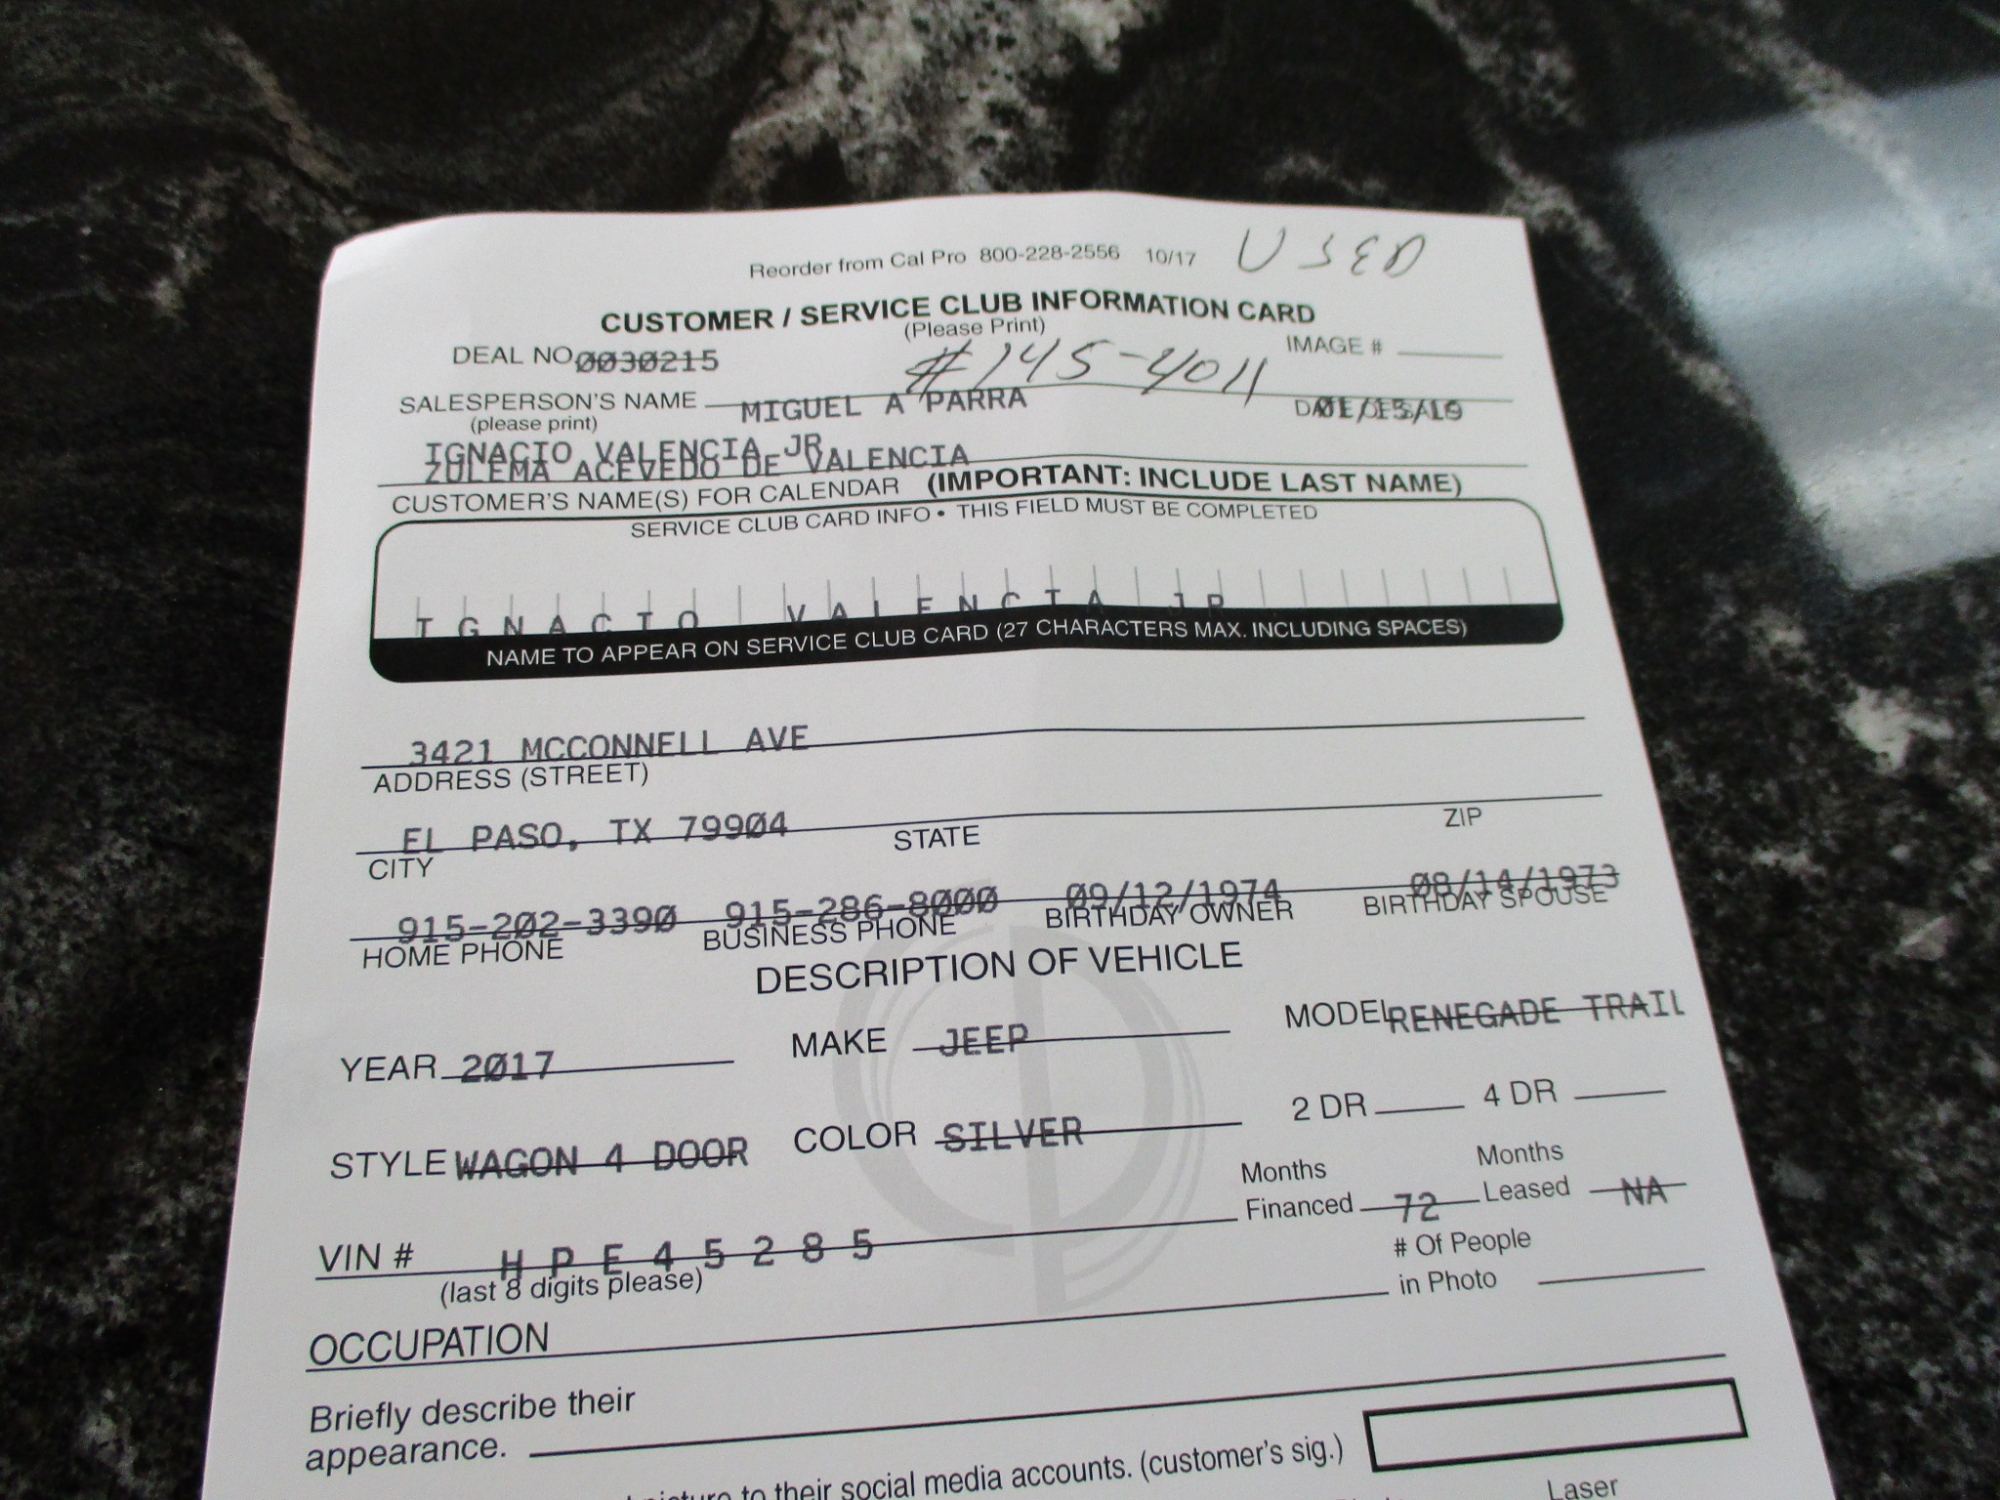 Reorder from Cal Pro 800-228-2556 10/17 USED
CUSTOMER / SERVICE CLUB INFORMATION CARD
(Please Print)
DEAL NO. 0030215 #145-4011 IMAGE #
SALESPERSON'S NAME MIGUEL A PARRA
(please print)
IGNACIO VALENCIA JR
ZULEMA ACEVEDO DE VALENCIA
CUSTOMER'S NAME(S) FOR CALENDAR (IMPORTANT: INCLUDE LAST NAME)
SERVICE CLUB CARD INFO • THIS FIELD MUST BE COMPLETED
IGNACIO VALENCIA JR
NAME TO APPEAR ON SERVICE CLUB CARD (27 CHARACTERS MAX. INCLUDING SPACES)
3421 MCCONNELL AVE
ADDRESS (STREET)
EL PASO, TX 79904
CITY STATE ZIP
915-202-3390 915-286-8000 09/12/1974 08/14/1973
HOME PHONE BUSINESS PHONE BIRTHDAY OWNER BIRTHDAY SPOUSE
DESCRIPTION OF VEHICLE
YEAR 2017 MAKE JEEP MODEL RENEGADE TRAIL
STYLE WAGON 4 DOOR COLOR SILVER 2 DR 4 DR
Months Financed 72 Months Leased NA
VIN # H P E 4 5 2 8 5
(last 8 digits please)
# Of People in Photo
OCCUPATION
Briefly describe their
appearance.
to their social media accounts. (customer's sig.)
Laser